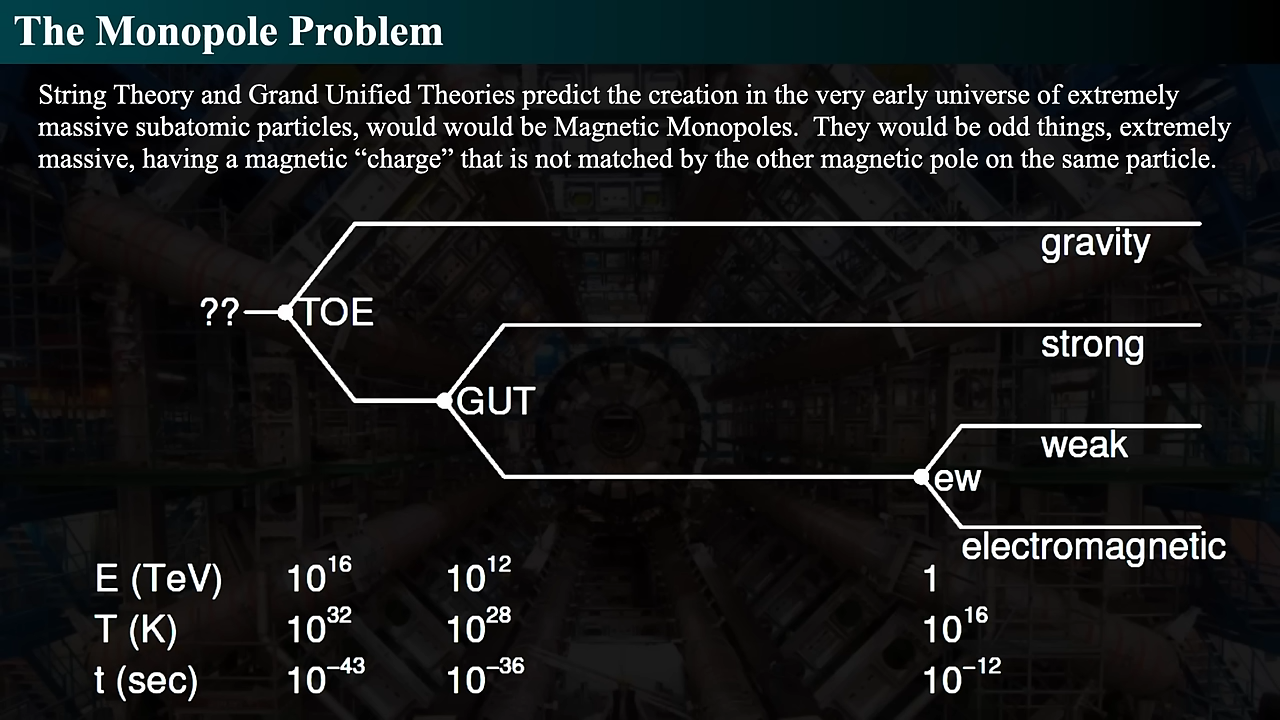 The Monopole Problem
String Theory and Grand Unified Theories predict the creation in the very early universe of extremely
massive subatomic particles, would would be Magnetic Monopoles.  They would be odd things, extremely
massive, having a magnetic “charge” that is not matched by the other magnetic pole on the same particle.
gravity
?? TOE
strong
GUT
weak
ew
electromagnetic
E (TeV) 10^16 10^12 1
T (K) 10^32 10^28 10^16
t (sec) 10^−43 10^−36 10^−12